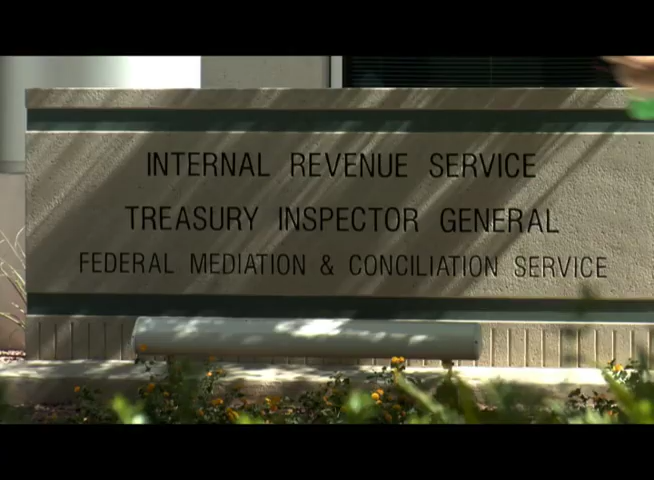 INTERNAL REVENUE SERVICE
TREASURY INSPECTOR GENERAL
FEDERAL MEDIATION & CONCILIATION SERVICE